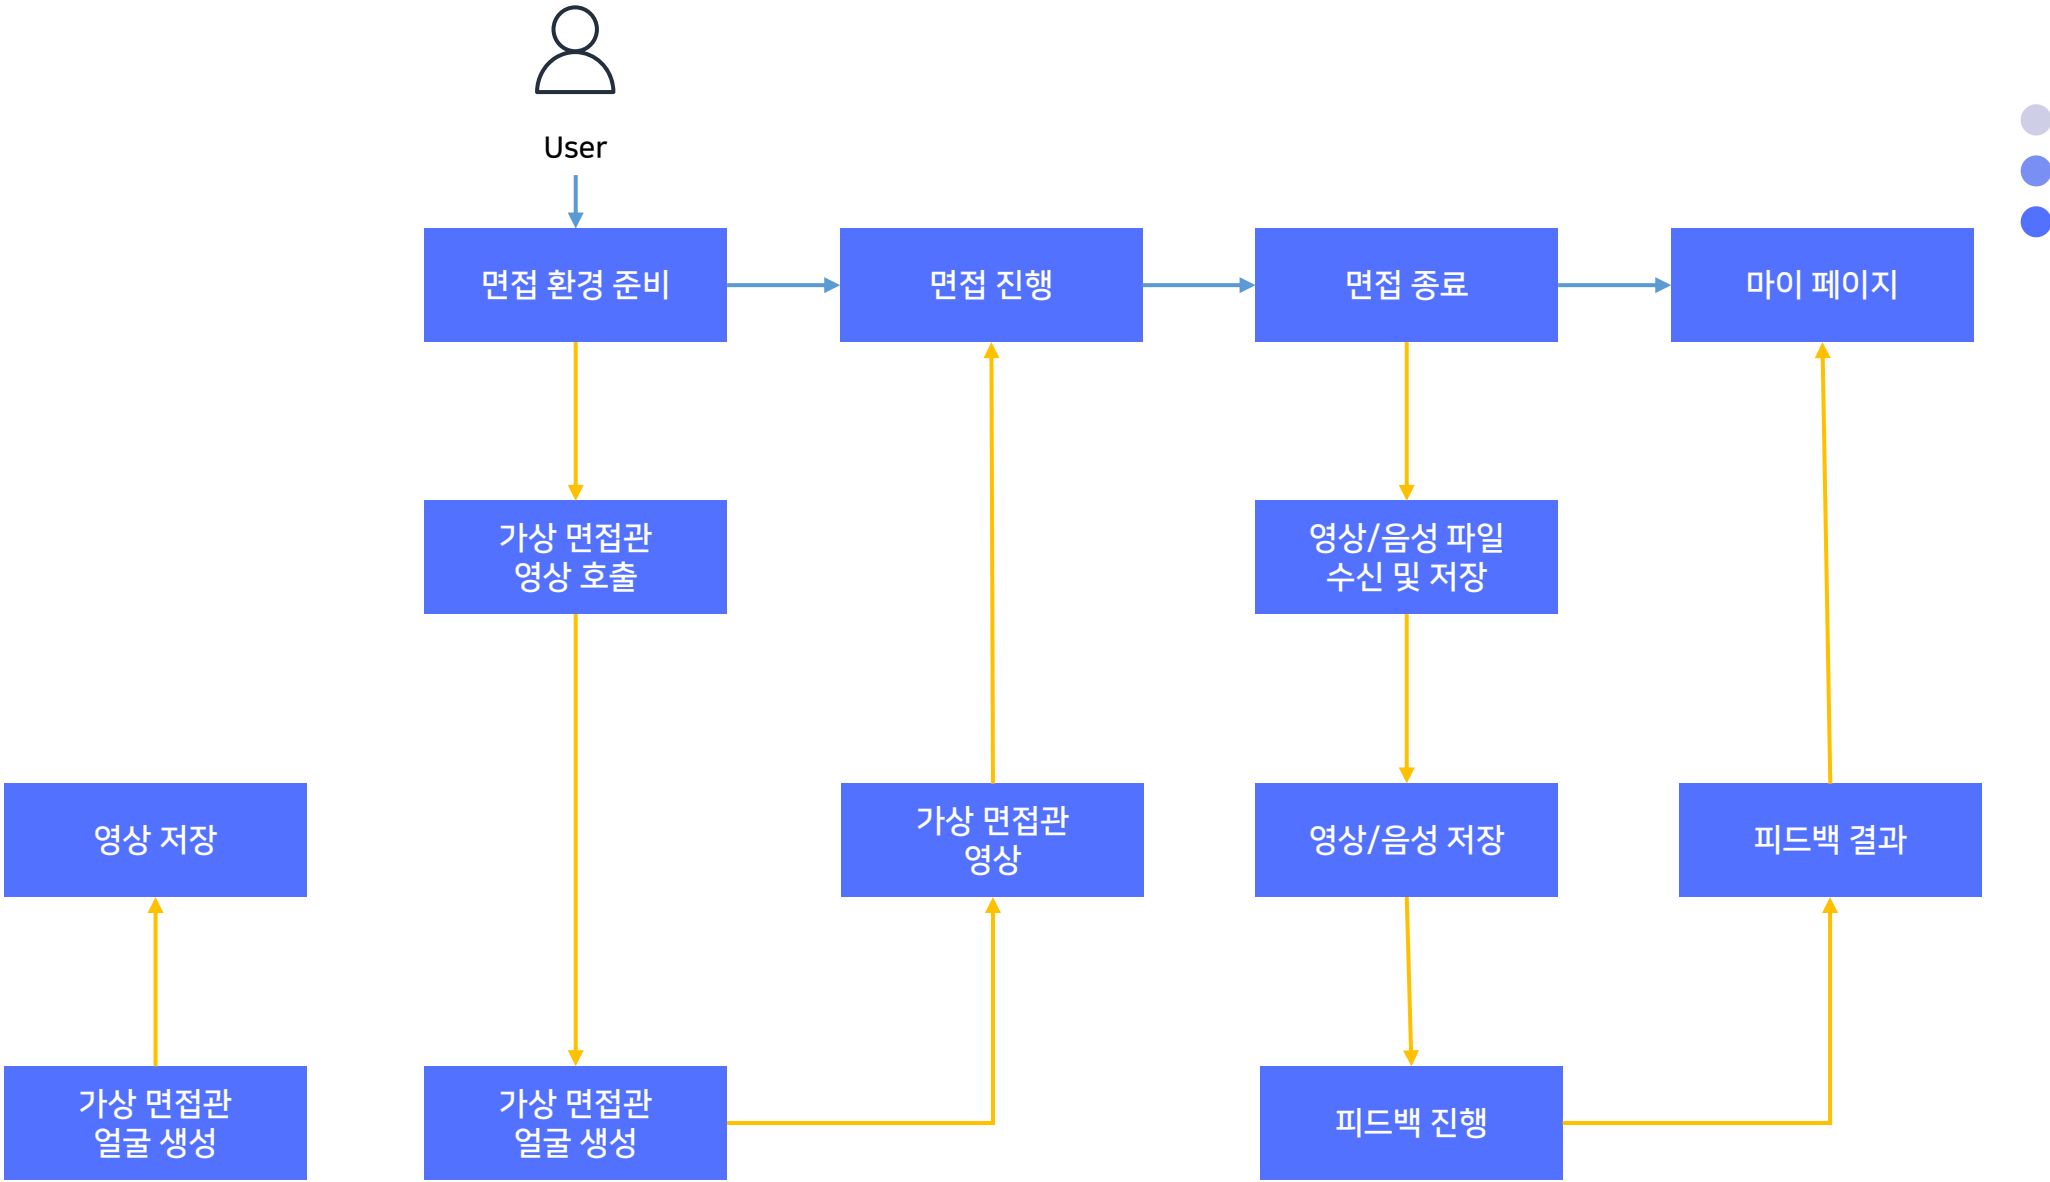 User
면접 환경 준비
면접 진행
면접 종료
마이 페이지
가상 면접관
영상 호출
영상/음성 파일
수신 및 저장
영상 저장
가상 면접관
영상
영상/음성 저장
피드백 결과
가상 면접관
얼굴 생성
가상 면접관
얼굴 생성
피드백 진행